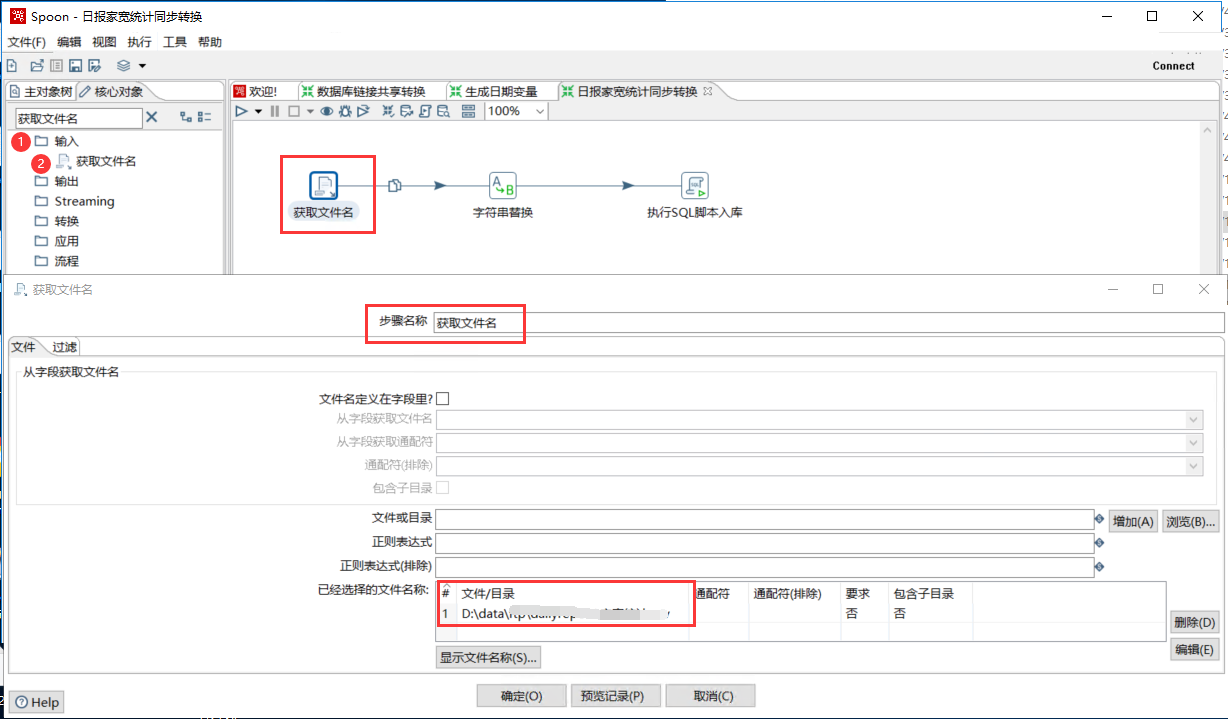 Spoon - 日报家宽统计同步转换
文件(F) 编辑 视图 执行 工具 帮助
Connect
主对象树 核心对象 欢迎! 数据库链接共享转换 生成日期变量 日报家宽统计同步转换
获取文件名 100%
1 输入
2 获取文件名
输出
Streaming
转换
应用
流程
获取文件名 字符串替换 执行SQL脚本入库
获取文件名
步骤名称 获取文件名
文件 过滤
从字段获取文件名
文件名定义在字段里?
从字段获取文件名
从字段获取通配符
通配符(排除)
包含子目录
文件或目录 增加(A) 浏览(B)...
正则表达式
正则表达式(排除)
已经选择的文件名称: # 文件/目录 通配符 通配符(排除) 要求 包含子目录
1 D:\data\ftp\dailyrep 否 否
删除(D)
编辑(E)
显示文件名称(S)...
Help 确定(O) 预览记录(P) 取消(C)